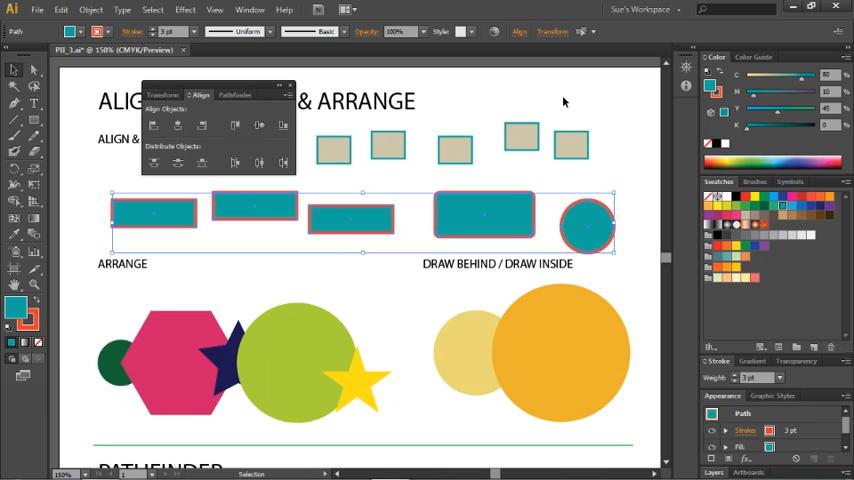 Ai File Edit Object Type Select Effect View Window Help Br Sue's Workspace
Path Stroke: 3 pt Uniform Basic Opacity: 100% Style: Align Transform
PII_3.ai* @ 150% (CMYK/Preview) ×
Transform Align Pathfinder
Align Objects:
Distribute Objects:
& ARRANGE
ALIGN &
ARRANGE
DRAW BEHIND / DRAW INSIDE
Color Color Guide
C 80
M 10
Y 45
K 0
Swatches Brushes Symbols
Stroke Gradient Transparency
Weight: 3 pt
Appearance Graphic Styles
Path
Stroke: 3 pt
Fill:
Layers Artboards
150% 1 Selection